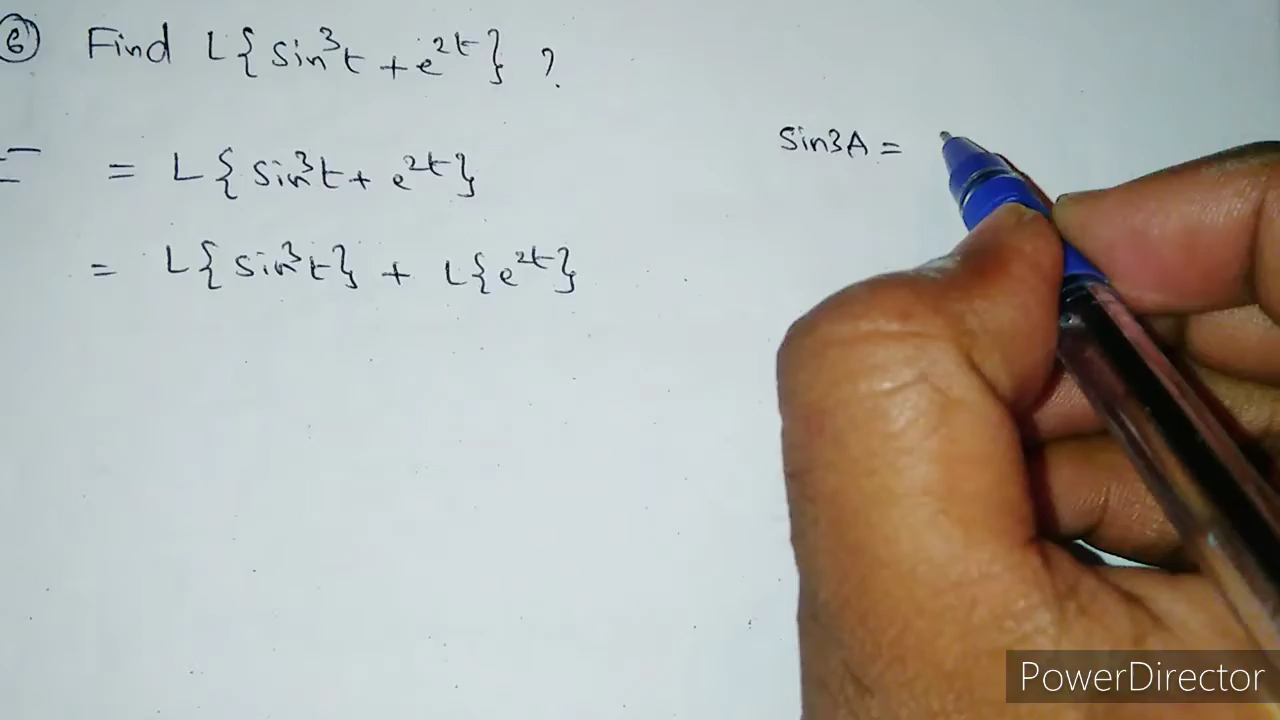 ⑥ Find L{sin³t + e²ᵗ} ?
= L{sin³t + e²ᵗ}
sin3A =
= L{sin³t} + L{e²ᵗ}
PowerDirector